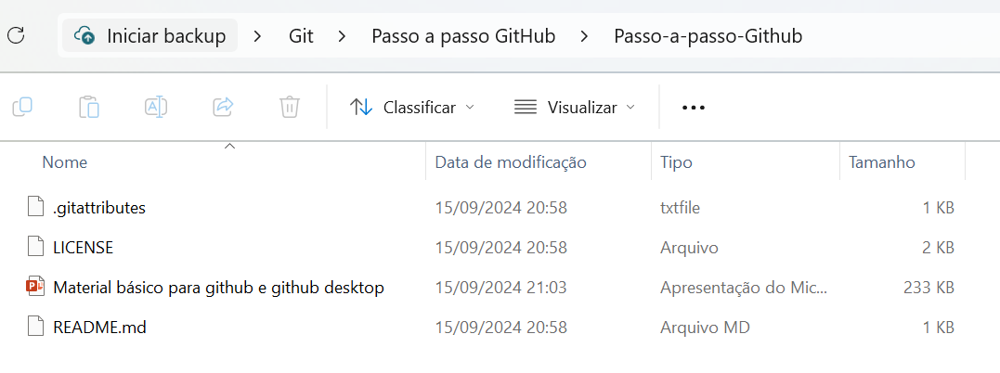 Iniciar backup > Git > Passo a passo GitHub > Passo-a-passo-Github
Classificar Visualizar ...
Nome Data de modificação Tipo Tamanho
.gitattributes 15/09/2024 20:58 txtfile 1 KB
LICENSE 15/09/2024 20:58 Arquivo 2 KB
Material básico para github e github desktop 15/09/2024 21:03 Apresentação do Mic... 233 KB
README.md 15/09/2024 20:58 Arquivo MD 1 KB